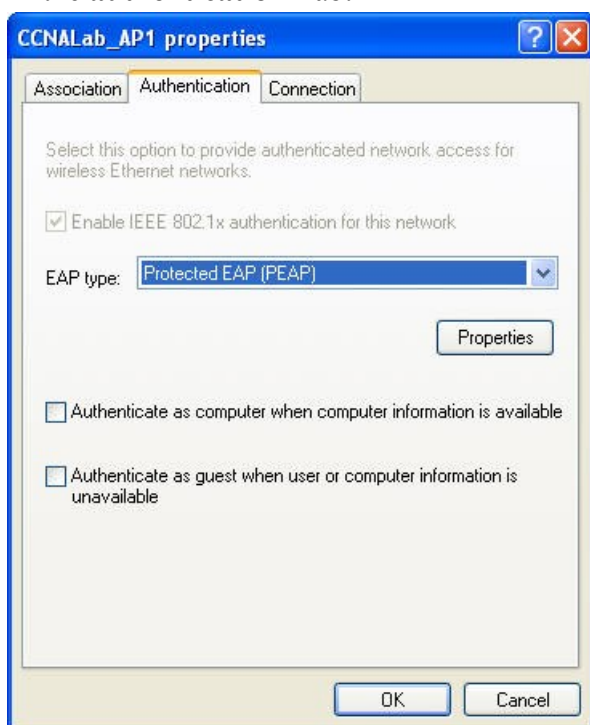 CCNALab_AP1 properties
Association Authentication Connection
Select this option to provide authenticated network access for
wireless Ethernet networks.
Enable IEEE 802.1x authentication for this network
EAP type: Protected EAP (PEAP)
Properties
Authenticate as computer when computer information is available
Authenticate as guest when user or computer information is
unavailable
OK Cancel